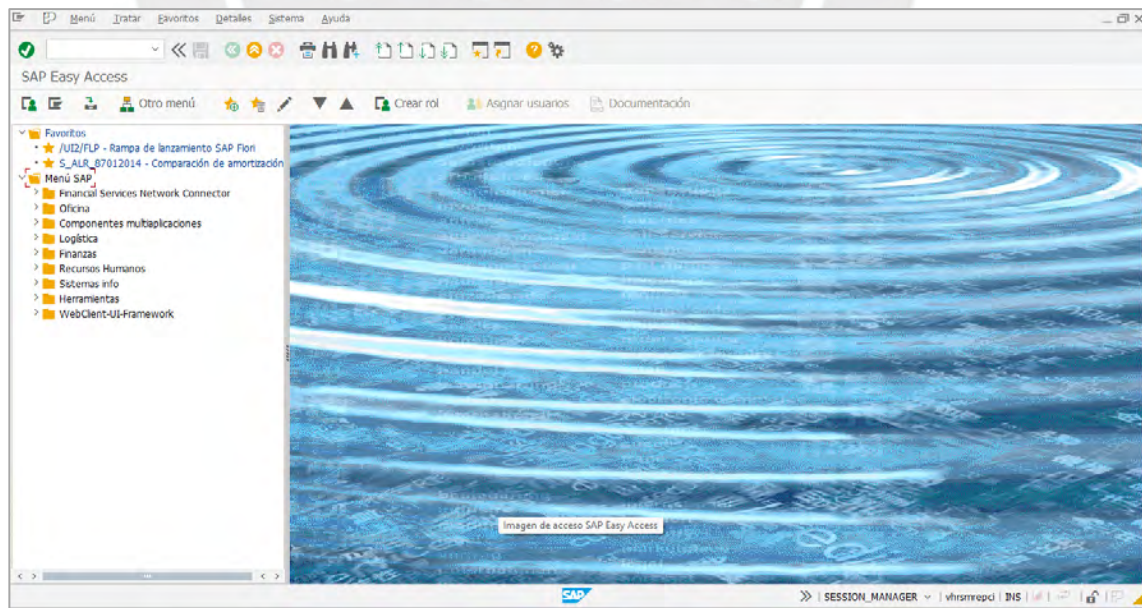 Menú Tratar Favoritos Detalles Sistema Ayuda
SAP Easy Access
Otro menú Crear rol Asignar usuarios Documentación
Favoritos
/UI2/FLP - Rampa de lanzamiento SAP Fiori
S_ALR_87012014 - Comparación de amortización
Menú SAP
Financial Services Network Connector
Oficina
Componentes multiaplicaciones
Logística
Finanzas
Recursos Humanos
Sistemas info
Herramientas
WebClient-UI-Framework
Imagen de acceso SAP Easy Access
SAP SESSION_MANAGER vhrsmrepci INS